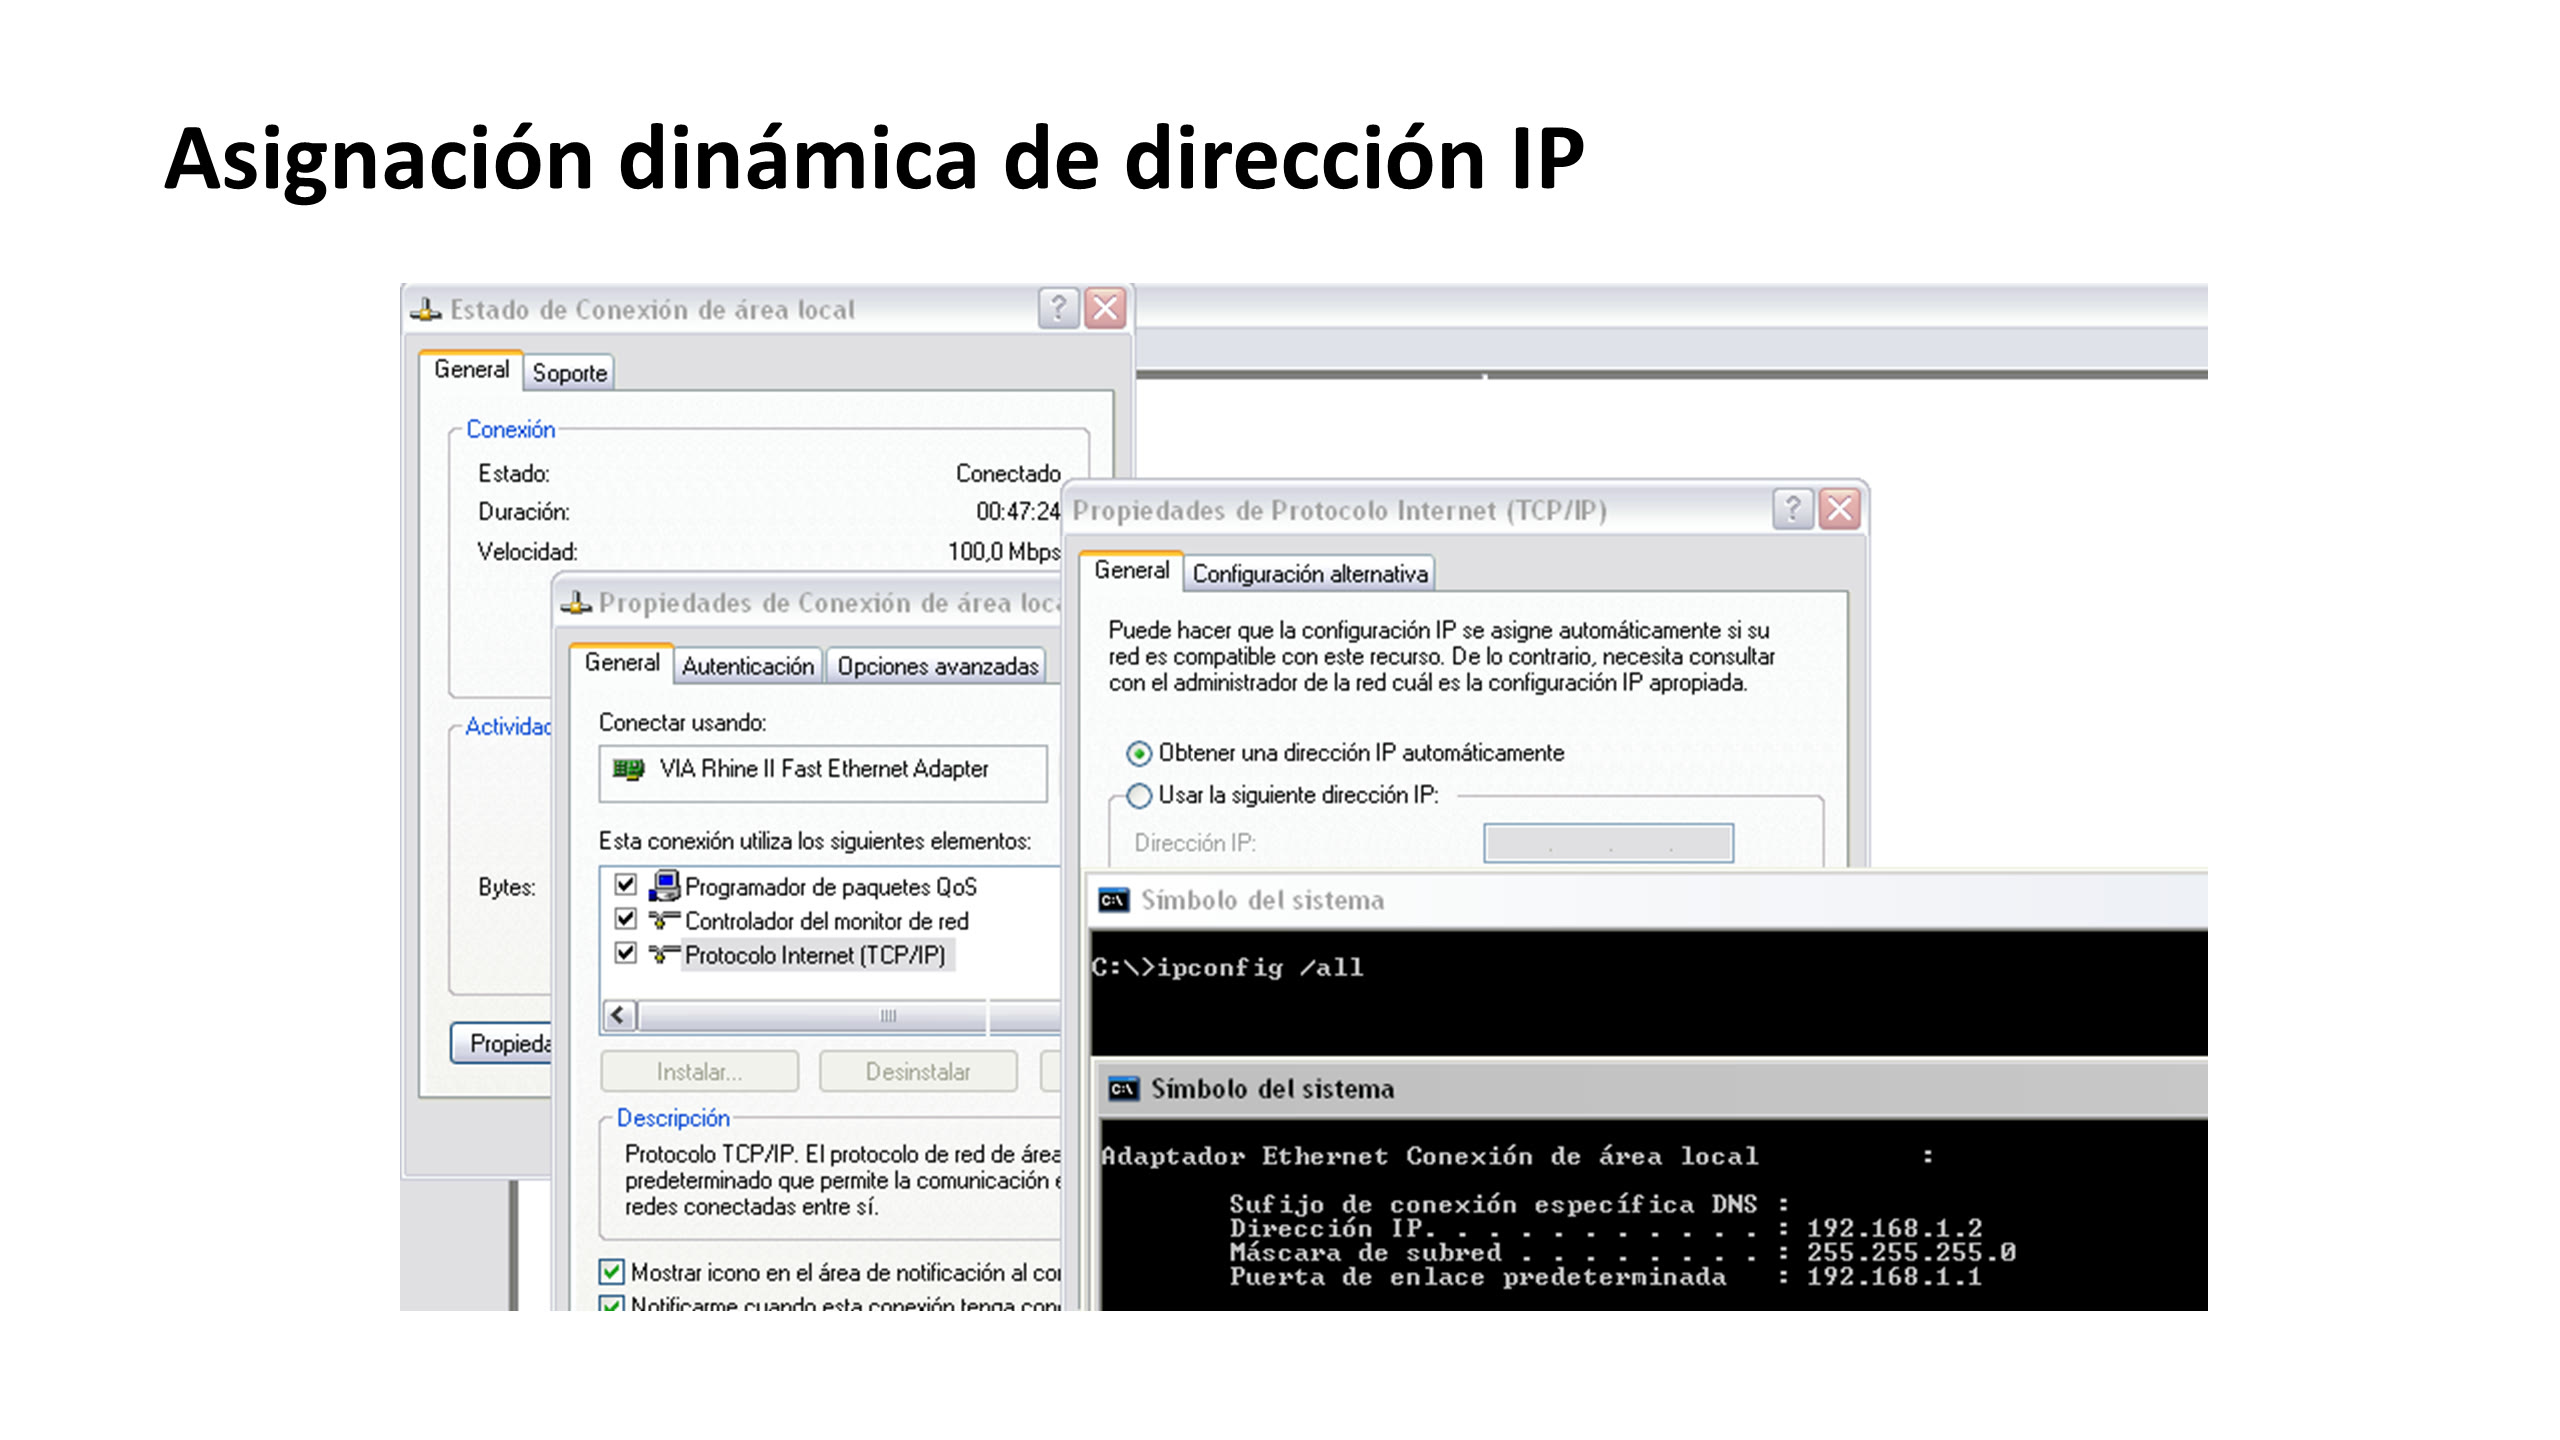 Asignación dinámica de dirección IP
Estado de Conexión de área local
General Soporte
Conexión
Estado: Conectado
Duración: 00:47:24
Velocidad: 100,0 Mbps
Bytes:
Propiedades de Conexión de área
General Autenticación Opciones avanzadas
Conectar usando:
VIA Rhine II Fast Ethernet Adapter
Esta conexión utiliza los siguientes elementos:
Programador de paquetes QoS
Controlador del monitor de red
Protocolo Internet (TCP/IP)
Instalar... Desinstalar
Descripción
Protocolo TCP/IP. El protocolo de red de área
predeterminado que permite la comunicación
redes conectadas entre sí.
Mostrar icono en el área de notificación al
Notificarme cuando esta conexión tenga
Propiedades de Protocolo Internet (TCP/IP)
General Configuración alternativa
Puede hacer que la configuración IP se asigne automáticamente si su
red es compatible con este recurso. De lo contrario, necesita consultar
con el administrador de la red cuál es la configuración IP apropiada.
Obtener una dirección IP automáticamente
Usar la siguiente dirección IP:
Dirección IP: . . .
C:\ Símbolo del sistema
C:\>ipconfig /all
C:\ Símbolo del sistema
Adaptador Ethernet Conexión de área local :
Sufijo de conexión específica DNS :
Dirección IP. . . . . . . . . . . : 192.168.1.2
Máscara de subred . . . . . . . . : 255.255.255.0
Puerta de enlace predeterminada : 192.168.1.1